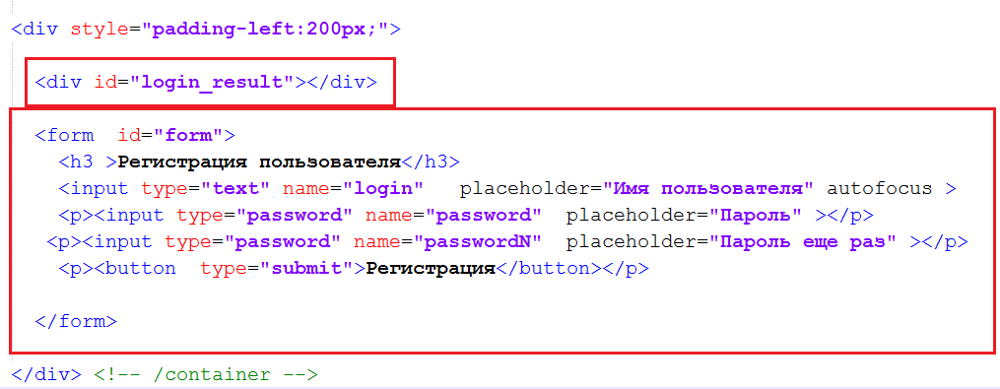 <div style="padding-left:200px;">
<div id="login_result"></div>
<form  id="form">
<h3 >Регистрация пользователя</h3>
<input type="text" name="login"   placeholder="Имя пользователя" autofocus >
<p><input type="password" name="password"  placeholder="Пароль" ></p>
<p><input type="password" name="passwordN"  placeholder="Пароль еще раз" ></p>
<p><button  type="submit">Регистрация</button></p>
</form>
</div> <!-- /container -->